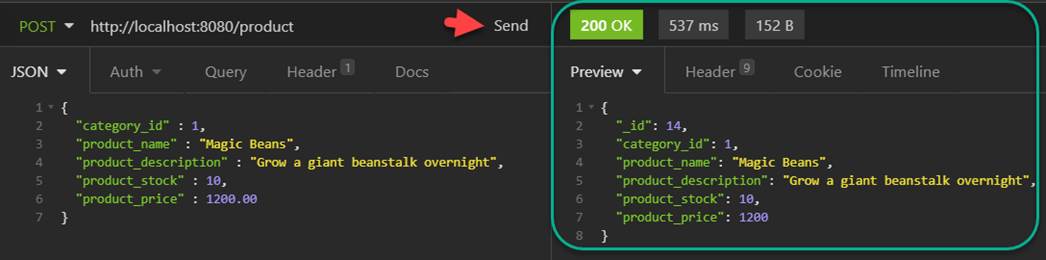 POST http://localhost:8080/product Send
JSON Auth Query Header 1 Docs
1 {
2 "category_id" : 1,
3 "product_name" : "Magic Beans",
4 "product_description" : "Grow a giant beanstalk overnight",
5 "product_stock" : 10,
6 "product_price" : 1200.00
7 }
200 OK 537 ms 152 B
Preview Header 9 Cookie Timeline
1 {
2 "_id": 14,
3 "category_id": 1,
4 "product_name": "Magic Beans",
5 "product_description": "Grow a giant beanstalk overnight",
6 "product_stock": 10,
7 "product_price": 1200
8 }